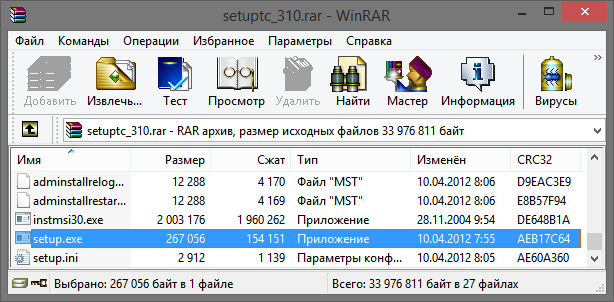 setuptc_310.rar - WinRAR
Файл Команды Операции Избранное Параметры Справка
Добавить Извлечь... Тест Просмотр Удалить Найти Мастер Информация Вирусы
setuptc_310.rar - RAR архив, размер исходных файлов 33 976 811 байт
Имя Размер Сжат Тип Изменён CRC32
adminstallrelog... 12 288 4 170 Файл "MST" 10.04.2012 8:06 D9EAC3E9
adminstallrestar... 12 288 4 169 Файл "MST" 10.04.2012 8:06 E8B57F94
instmsi30.exe 2 003 176 1 960 262 Приложение 28.11.2004 9:54 DE648B1A
setup.exe 267 056 154 151 Приложение 10.04.2012 7:55 AEB17C64
setup.ini 2 912 1 139 Параметры конф... 10.04.2012 8:06 AE60A360
Выбрано: 267 056 байт в 1 файле Всего: 33 976 811 байт в 27 файлах